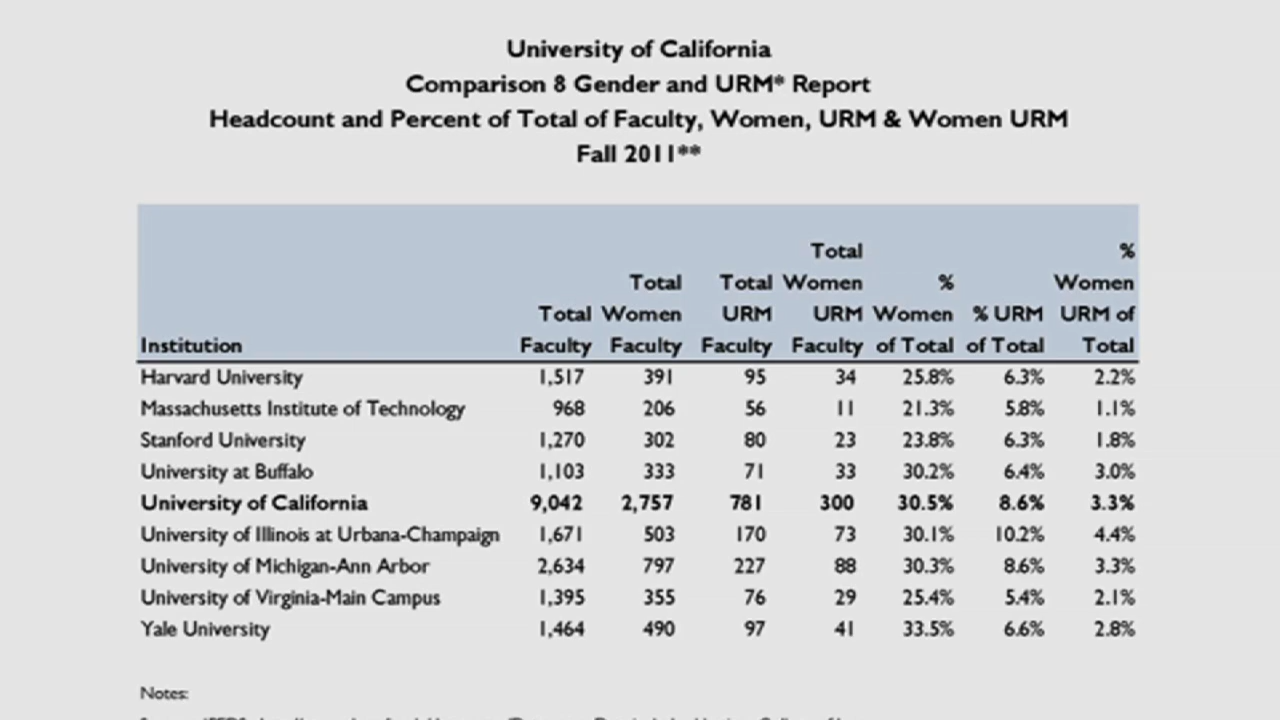 University of California
Comparison 8 Gender and URM* Report
Headcount and Percent of Total of Faculty, Women, URM & Women URM
Fall 2011**
Institution Total Faculty Total Women Faculty Total URM Faculty Total Women URM Faculty % Women of Total % URM of Total % Women URM of Total
Harvard University 1,517 391 95 34 25.8% 6.3% 2.2%
Massachusetts Institute of Technology 968 206 56 11 21.3% 5.8% 1.1%
Stanford University 1,270 302 80 23 23.8% 6.3% 1.8%
University at Buffalo 1,103 333 71 33 30.2% 6.4% 3.0%
University of California 9,042 2,757 781 300 30.5% 8.6% 3.3%
University of Illinois at Urbana-Champaign 1,671 503 170 73 30.1% 10.2% 4.4%
University of Michigan-Ann Arbor 2,634 797 227 88 30.3% 8.6% 3.3%
University of Virginia-Main Campus 1,395 355 76 29 25.4% 5.4% 2.1%
Yale University 1,464 490 97 41 33.5% 6.6% 2.8%
Notes: